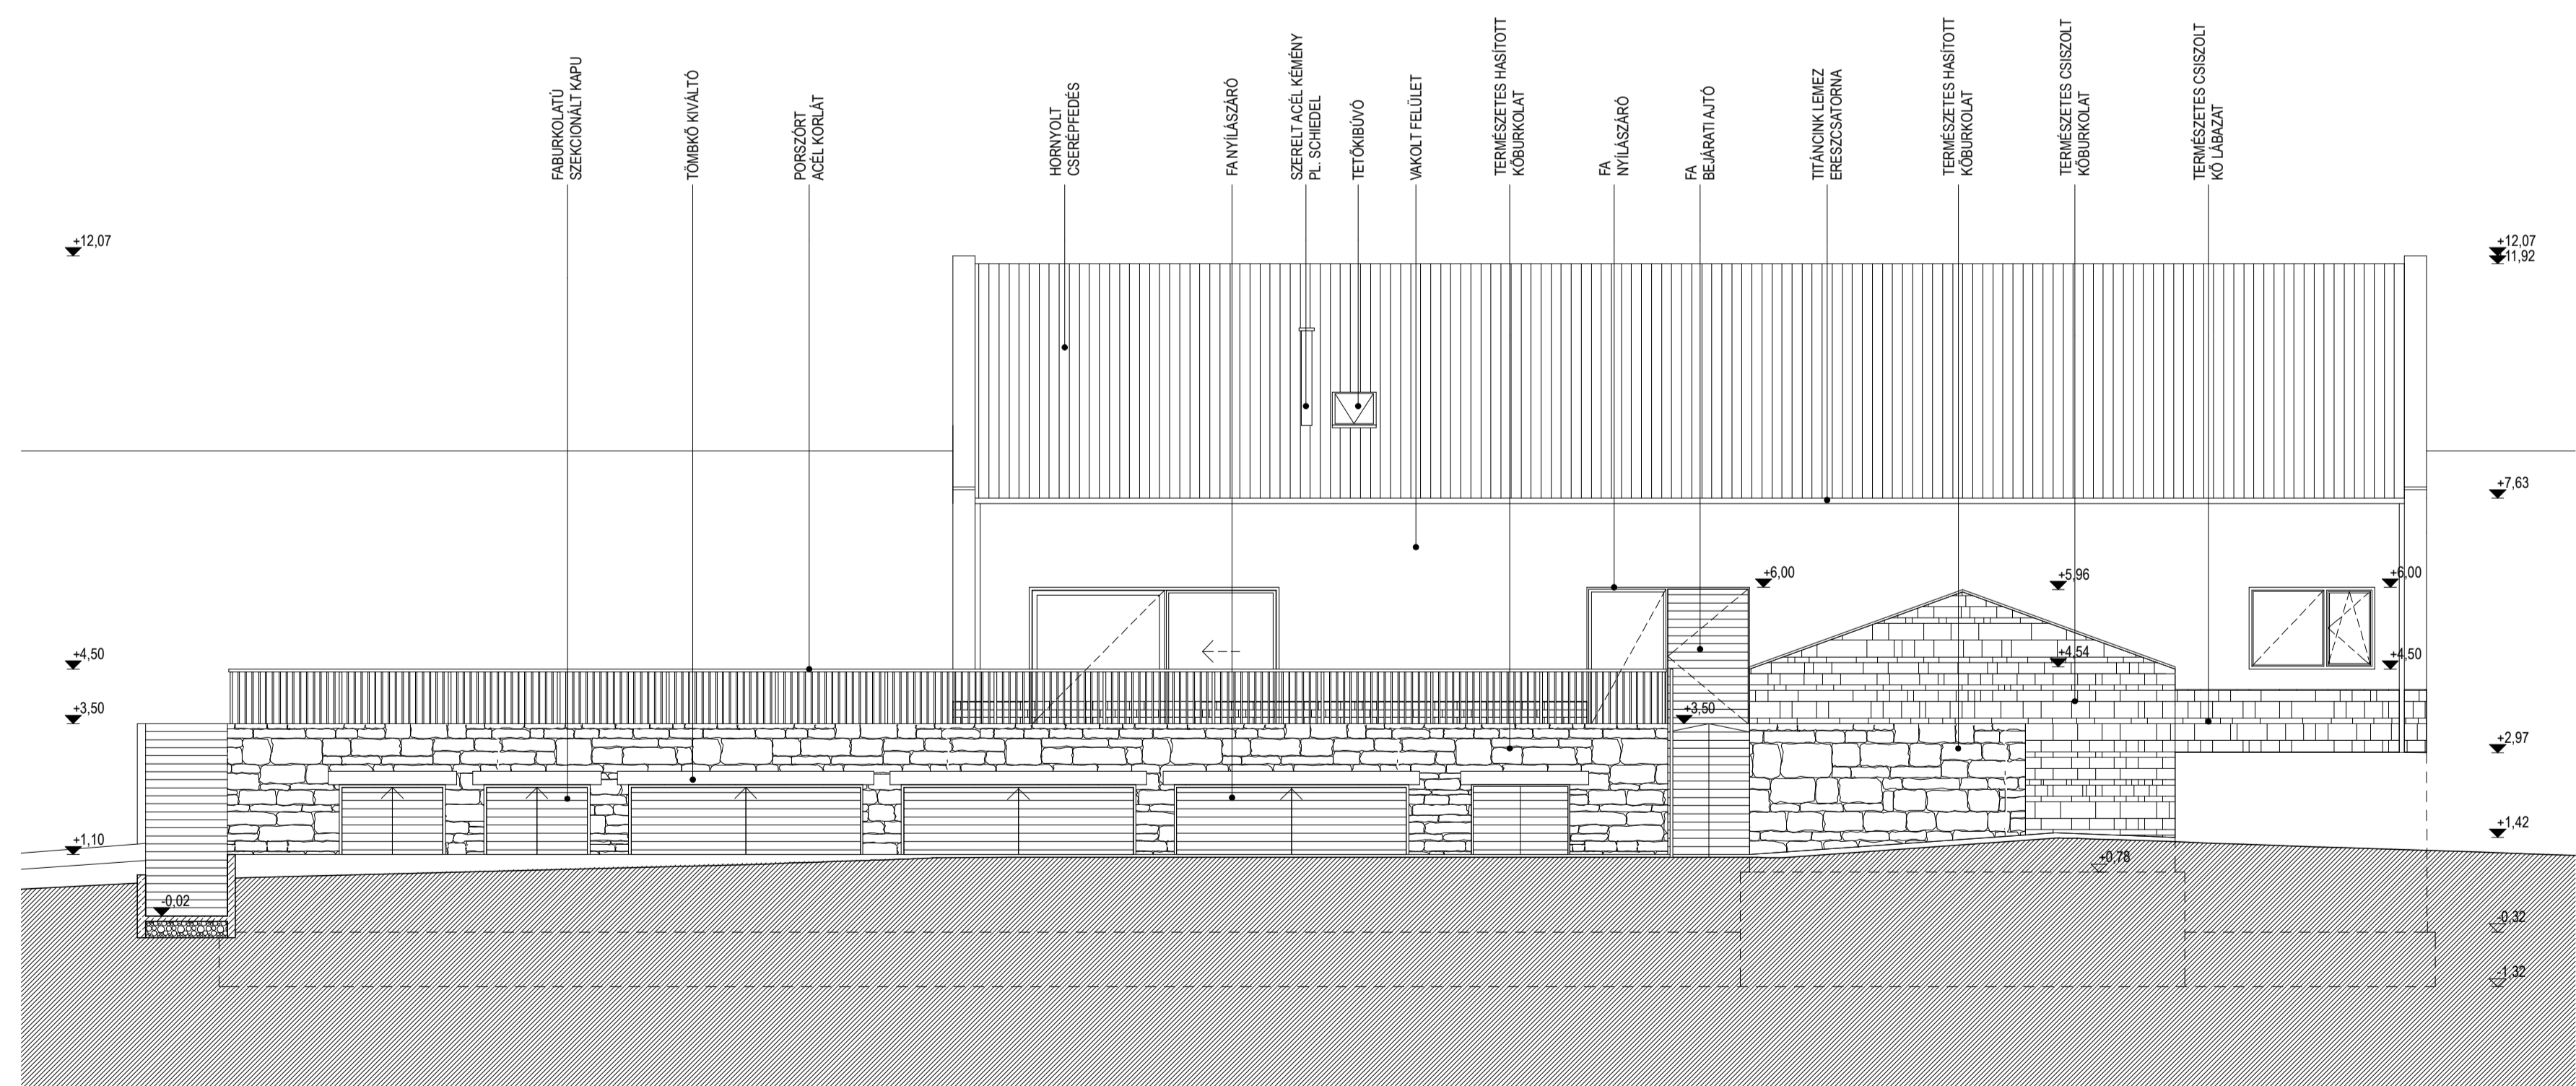 FABURKOLATÚ
SZEKCIONÁLT KAPU
TÖMBKŐ KIVÁLTÓ
PORSZÓRT
ACÉL KORLÁT
HORNYOLT
CSERÉPFEDÉS
FA NYÍLÁSZÁRÓ
SZERELT ACÉL KÉMÉNY
PL. SCHIEDEL
TETŐKIBÚVÓ
VAKOLT FELÜLET
TERMÉSZETES HASÍTOTT
KŐBURKOLAT
FA
NYÍLÁSZÁRÓ
FA
BEJÁRATI AJTÓ
TITÁNCINK LEMEZ
ERESZCSATORNA
TERMÉSZETES HASÍTOTT
KŐBURKOLAT
TERMÉSZETES CSISZOLT
KŐBURKOLAT
TERMÉSZETES CSISZOLT
KŐ LÁBAZAT
+12,07
+12,07
+11,92
+7,63
+6,00
+5,96
+6,00
+4,50
+4,54
+4,50
+3,50
+3,50
+2,97
+1,10
+1,42
+0,78
-0,02
-0,32
-1,32